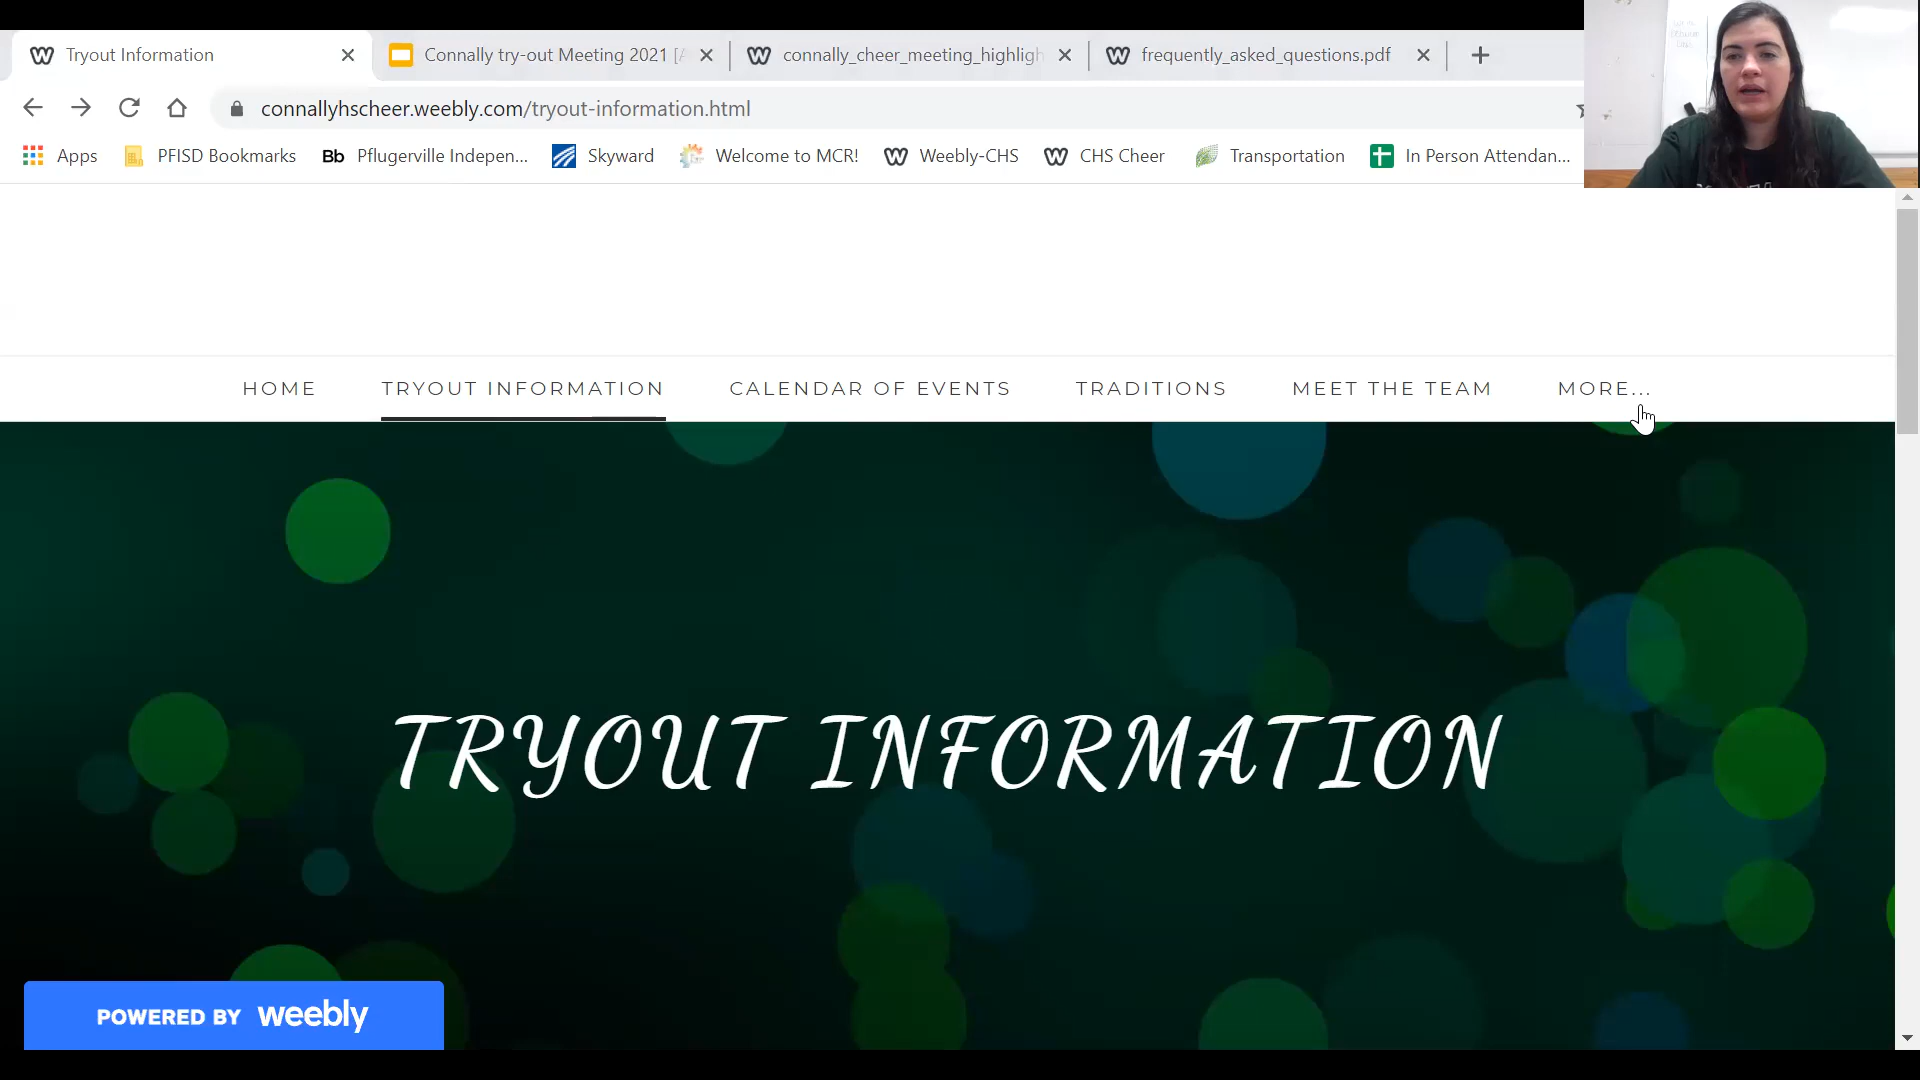 Tryout Information
Connally try-out Meeting 2021 [
connally_cheer_meeting_highligh
frequently_asked_questions.pdf
connallyhscheer.weebly.com/tryout-information.html
Apps
PFISD Bookmarks
Bb Pflugerville Indepen...
Skyward
Welcome to MCR!
Weebly-CHS
CHS Cheer
Transportation
In Person Attendan...
HOME
TRYOUT INFORMATION
CALENDAR OF EVENTS
TRADITIONS
MEET THE TEAM
MORE...
TRYOUT INFORMATION
POWERED BY weebly